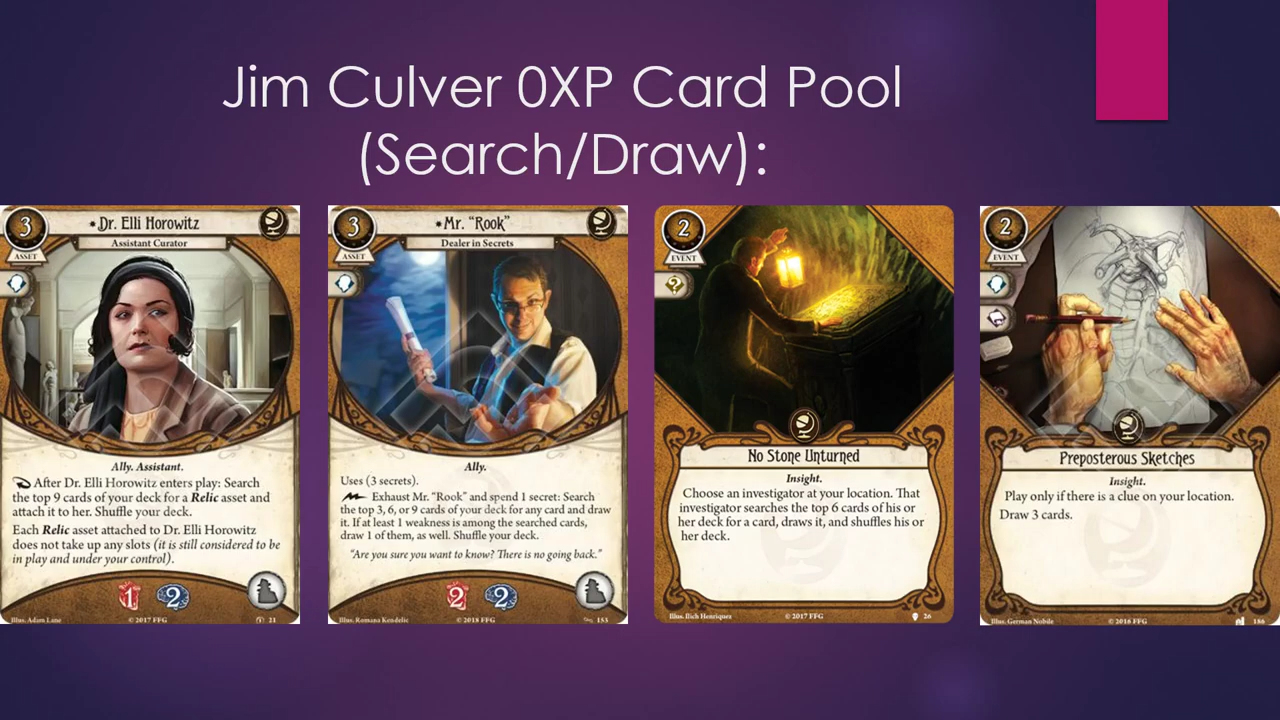 Jim Culver 0XP Card Pool
(Search/Draw):
3
ASSET
Dr. Elli Horowitz
Assistant Curator
Ally. Assistant.
After Dr. Elli Horowitz enters play: Search
the top 9 cards of your deck for a Relic asset and
attach it to her. Shuffle your deck.
Each Relic asset attached to Dr. Elli Horowitz
does not take up any slots (it is still considered to be
in play and under your control).
1 2
Illus. Adam Lane © 2017 FFG 21
3
ASSET
Mr. "Rook"
Dealer in Secrets
Ally.
Uses (3 secrets).
Exhaust Mr. "Rook" and spend 1 secret: Search
the top 3, 6, or 9 cards of your deck for any card and draw
it. If at least 1 weakness is among the searched cards,
draw 1 of them, as well. Shuffle your deck.
"Are you sure you want to know? There is no going back."
2 2
Illus. Romana Kendelic © 2018 FFG 153
2
EVENT
?
No Stone Unturned
Insight.
Choose an investigator at your location. That
investigator searches the top 6 cards of his or
her deck for a card, draws it, and shuffles his or
her deck.
Illus. Ilich Henriquez © 2017 FFG 26
2
EVENT
Preposterous Sketches
Insight.
Play only if there is a clue on your location.
Draw 3 cards.
Illus. German Nobile © 2016 FFG 186